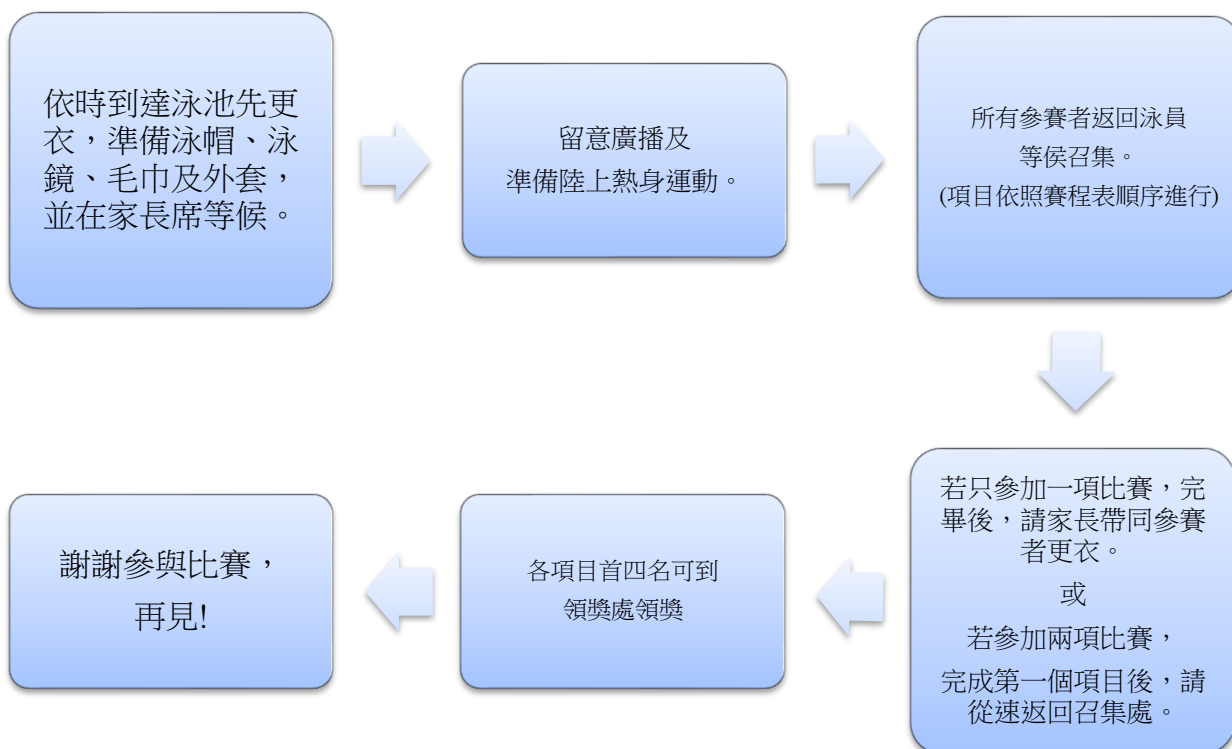 依時到達泳池先更
衣，準備泳帽、泳
鏡、毛巾及外套，
並在家長席等候。
留意廣播及
準備陸上熱身運動。
所有參賽者返回泳員
等侯召集。
(項目依照賽程表順序進行)
若只參加一項比賽，完
畢後，請家長帶同參賽
者更衣。
或
若參加兩項比賽，
完成第一個項目後，請
從速返回召集處。
各項目首四名可到
領獎處領獎
謝謝參與比賽，
再見!